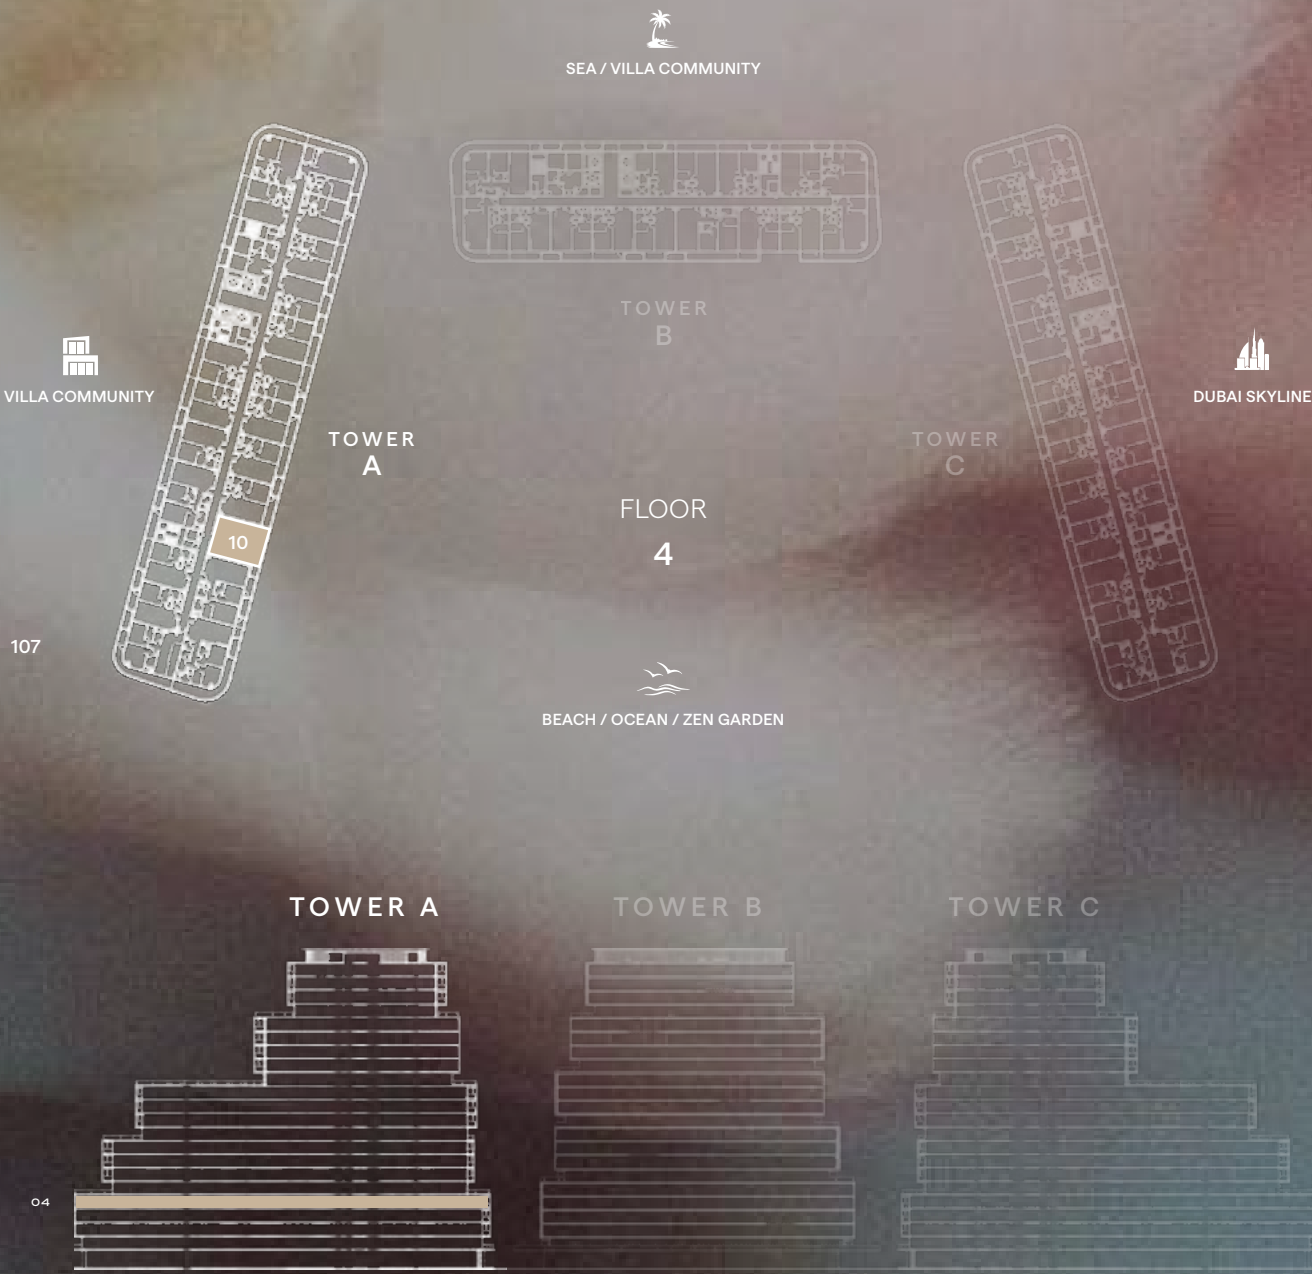 SEA / VILLA COMMUNITY
TOWER
B
VILLA COMMUNITY
DUBAI SKYLINE
TOWER
A
TOWER
C
FLOOR
4
10
107
BEACH / OCEAN / ZEN GARDEN
TOWER A
TOWER B
TOWER C
04